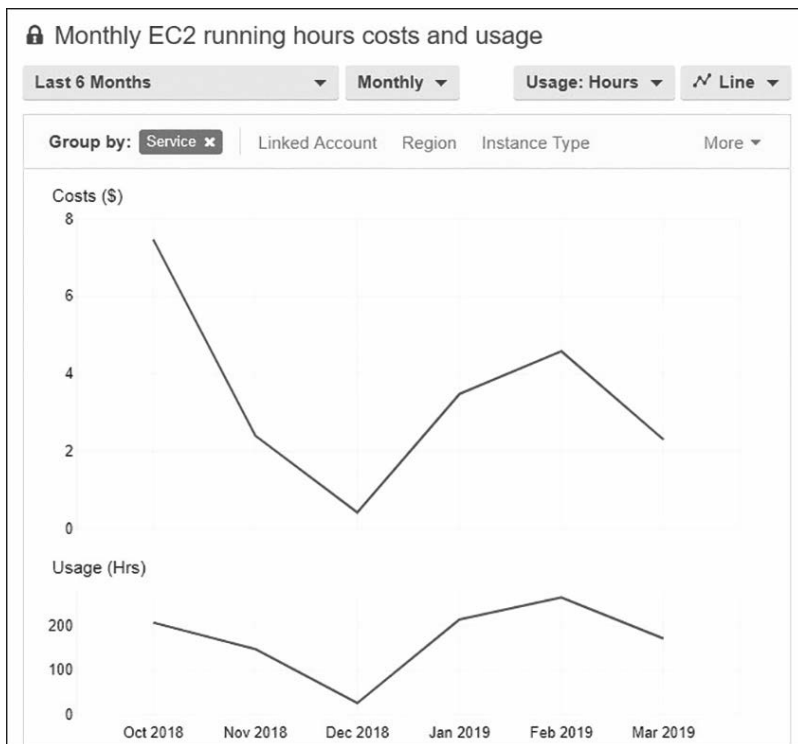 Monthly EC2 running hours costs and usage
Last 6 Months Monthly Usage: Hours Line
Group by: Service × Linked Account Region Instance Type More
Costs ($)
8
6
4
2
0
Usage (Hrs)
200
100
0
Oct 2018 Nov 2018 Dec 2018 Jan 2019 Feb 2019 Mar 2019